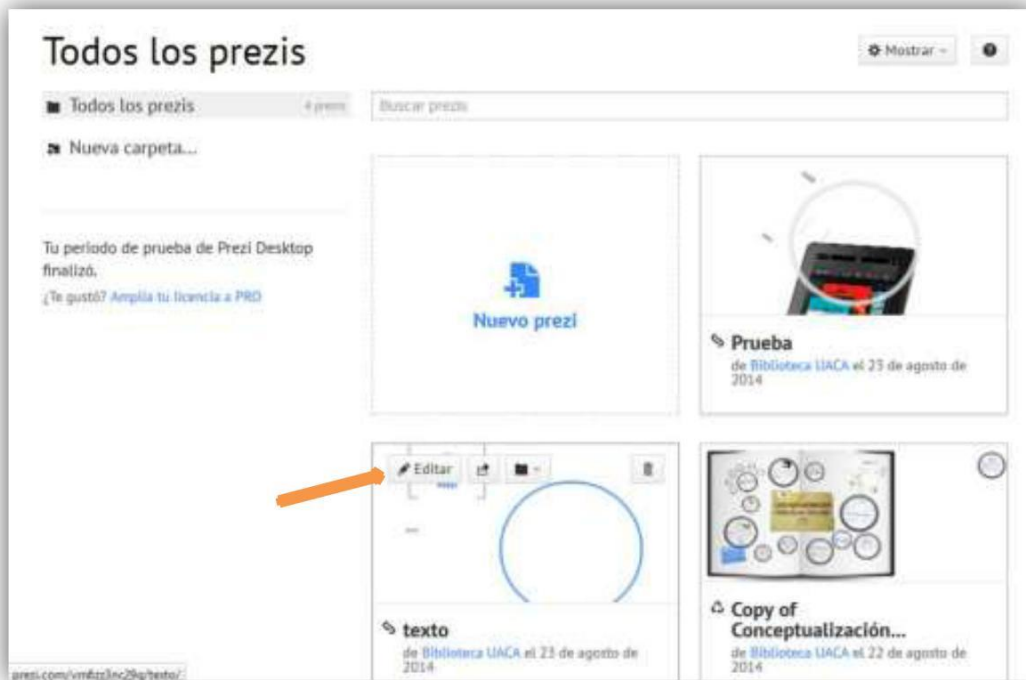 Todos los prezis
Mostrar
Todos los prezis
4 prezis
Buscar prezis
Nueva carpeta...
Tu periodo de prueba de Prezi Desktop
finalizó.
¿Te gustó? Amplía tu licencia a PRO
Nuevo prezi
Prueba
de Biblioteca UACA el 23 de agosto de
2014
Editar
texto
de Biblioteca UACA el 23 de agosto de
2014
Copy of
Conceptualización...
de Biblioteca UACA el 22 de agosto de
2014